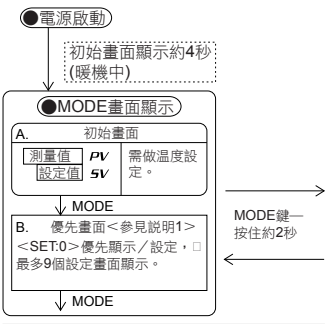 ●電源啟動
初始畫面顯示約4秒
(暖機中)
●MODE畫面顯示
A. 初始畫面
測量值 PV
設定值 SV
需做溫度設
定。
MODE
B. 優先畫面<參見説明1>
<SET:0>優先顯示／設定，□
最多9個設定畫面顯示。
MODE
MODE鍵—
按住約2秒